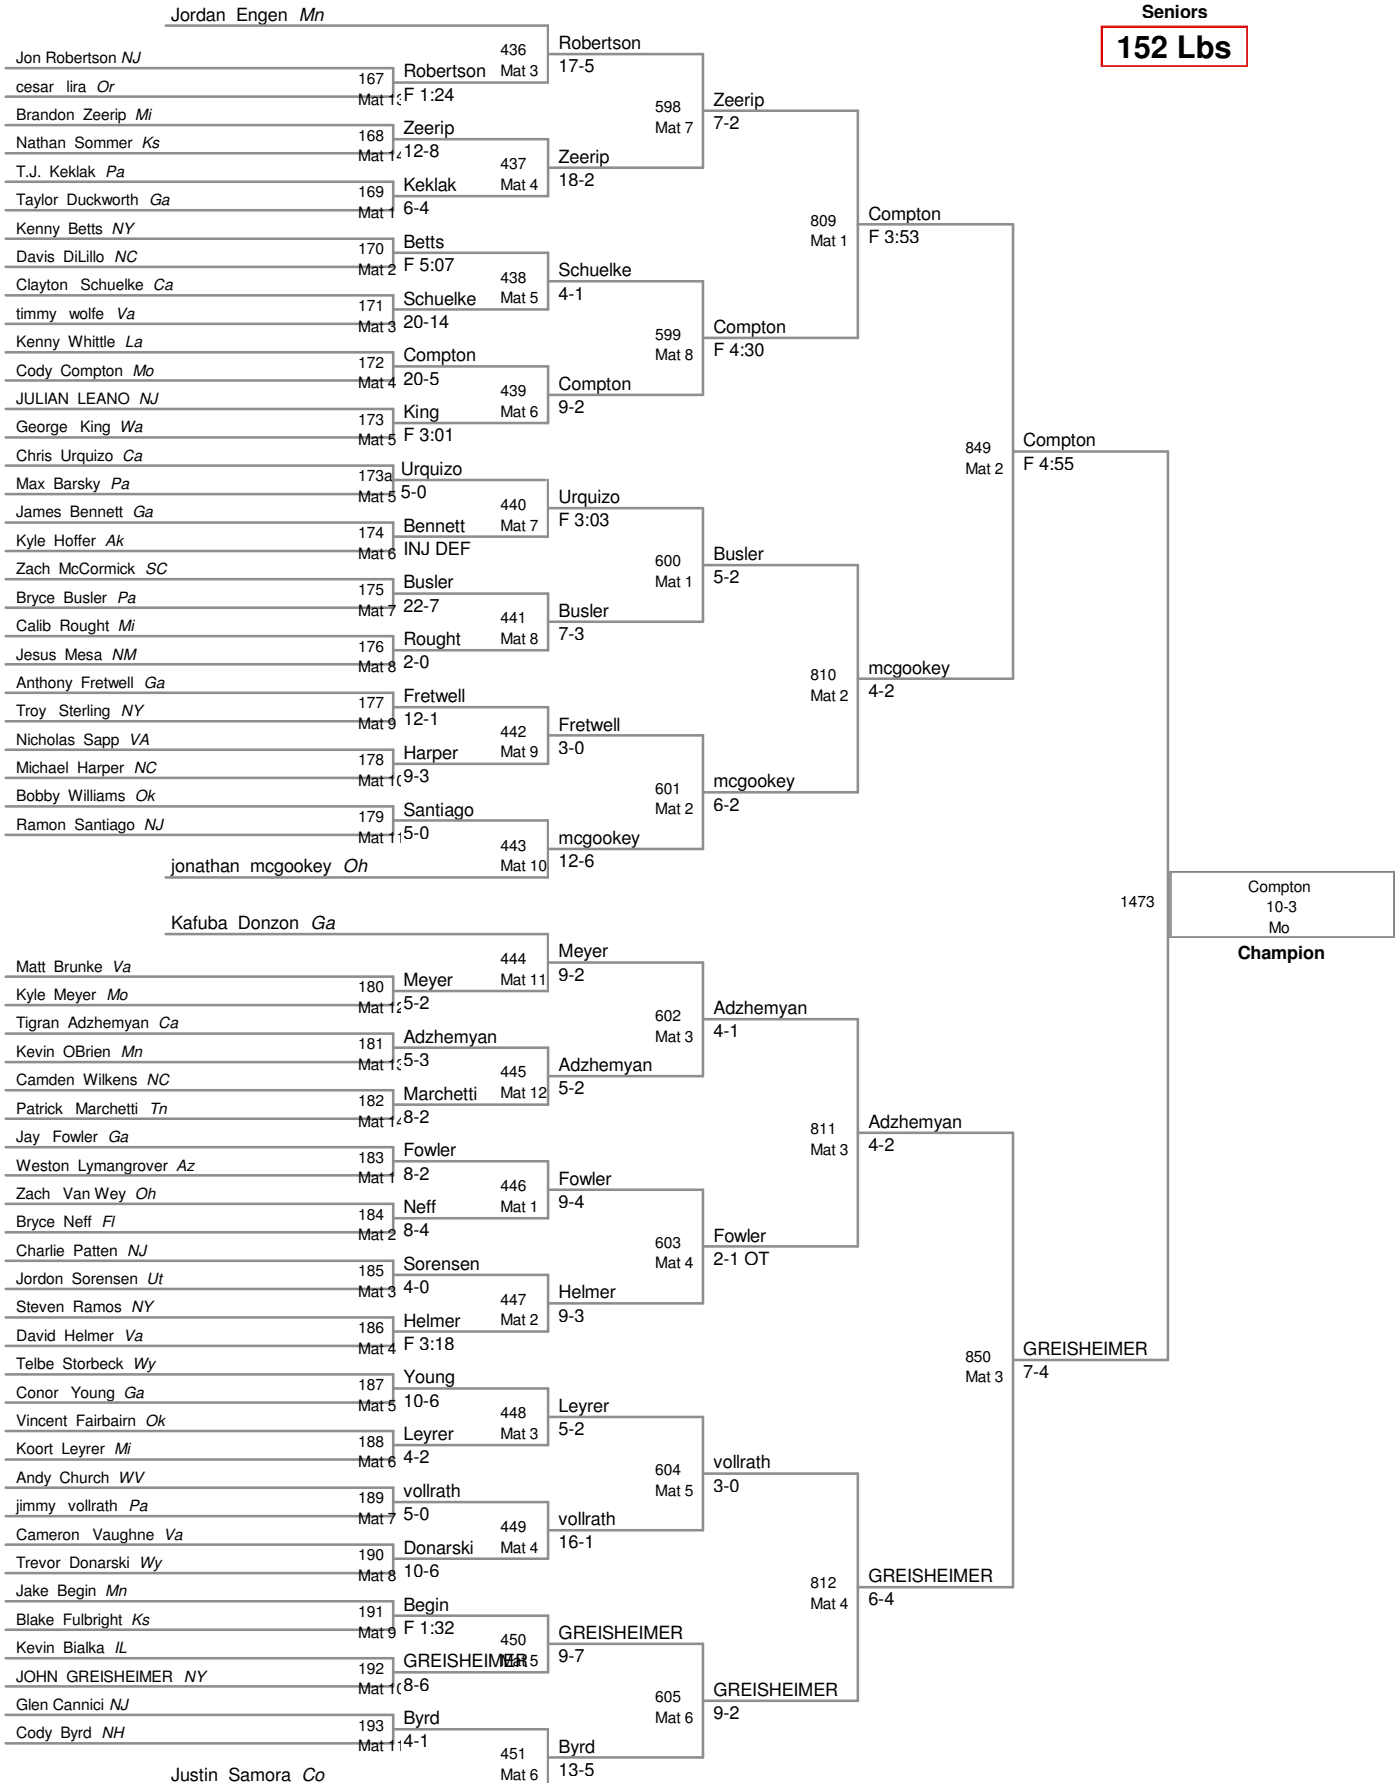 Jordan Engen Mn
Seniors
152 Lbs
436
Mat 3
Robertson
17-5
Jon Robertson NJ
cesar lira Or
167
Mat 13
Robertson
F 1:24
Brandon Zeerip Mi
Nathan Sommer Ks
168
Mat 14
Zeerip
12-8
598
Mat 7
Zeerip
7-2
437
Mat 4
Zeerip
18-2
T.J. Keklak Pa
Taylor Duckworth Ga
169
Mat 1
Keklak
6-4
809
Mat 1
Compton
F 3:53
Kenny Betts NY
Davis DiLillo NC
170
Mat 2
Betts
F 5:07
438
Mat 5
Schuelke
4-1
Clayton Schuelke Ca
timmy wolfe Va
171
Mat 3
Schuelke
20-14
599
Mat 8
Compton
F 4:30
Kenny Whittle La
Cody Compton Mo
172
Mat 4
Compton
20-5
439
Mat 6
Compton
9-2
JULIAN LEANO NJ
George King Wa
173
Mat 5
King
F 3:01
849
Mat 2
Compton
F 4:55
Chris Urquizo Ca
Max Barsky Pa
173a
Mat 5
Urquizo
5-0
440
Mat 7
Urquizo
F 3:03
James Bennett Ga
Kyle Hoffer Ak
174
Mat 6
Bennett
INJ DEF
600
Mat 1
Busler
5-2
Zach McCormick SC
Bryce Busler Pa
175
Mat 7
Busler
22-7
441
Mat 8
Busler
7-3
Calib Rought Mi
Jesus Mesa NM
176
Mat 8
Rought
2-0
810
Mat 2
mcgookey
4-2
Anthony Fretwell Ga
Troy Sterling NY
177
Mat 9
Fretwell
12-1
442
Mat 9
Fretwell
3-0
Nicholas Sapp VA
Michael Harper NC
178
Mat 10
Harper
9-3
601
Mat 2
mcgookey
6-2
Bobby Williams Ok
Ramon Santiago NJ
179
Mat 11
Santiago
5-0
443
Mat 10
mcgookey
12-6
jonathan mcgookey Oh
1473
Compton
10-3
Mo
Champion
Kafuba Donzon Ga
444
Mat 11
Meyer
9-2
Matt Brunke Va
Kyle Meyer Mo
180
Mat 12
Meyer
5-2
602
Mat 3
Adzhemyan
4-1
Tigran Adzhemyan Ca
Kevin OBrien Mn
181
Mat 13
Adzhemyan
5-3
445
Mat 12
Adzhemyan
5-2
Camden Wilkens NC
Patrick Marchetti Tn
182
Mat 14
Marchetti
8-2
811
Mat 3
Adzhemyan
4-2
Jay Fowler Ga
Weston Lymangrover Az
183
Mat 1
Fowler
8-2
446
Mat 1
Fowler
9-4
Zach Van Wey Oh
Bryce Neff Fl
184
Mat 2
Neff
8-4
603
Mat 4
Fowler
2-1 OT
Charlie Patten NJ
Jordon Sorensen Ut
185
Mat 3
Sorensen
4-0
447
Mat 2
Helmer
9-3
Steven Ramos NY
David Helmer Va
186
Mat 4
Helmer
F 3:18
850
Mat 3
GREISHEIMER
7-4
Telbe Storbeck Wy
Conor Young Ga
187
Mat 5
Young
10-6
448
Mat 3
Leyrer
5-2
Vincent Fairbairn Ok
Koort Leyrer Mi
188
Mat 6
Leyrer
4-2
604
Mat 5
vollrath
3-0
Andy Church WV
jimmy vollrath Pa
189
Mat 7
vollrath
5-0
449
Mat 4
vollrath
16-1
Cameron Vaughne Va
Trevor Donarski Wy
190
Mat 8
Donarski
10-6
812
Mat 4
GREISHEIMER
6-4
Jake Begin Mn
Blake Fulbright Ks
191
Mat 9
Begin
F 1:32
450
Mat 5
GREISHEIMER
9-7
Kevin Bialka IL
JOHN GREISHEIMER NY
192
Mat 10
GREISHEIMER
8-6
605
Mat 6
GREISHEIMER
9-2
Glen Cannici NJ
Cody Byrd NH
193
Mat 11
Byrd
4-1
451
Mat 6
Byrd
13-5
Justin Samora Co